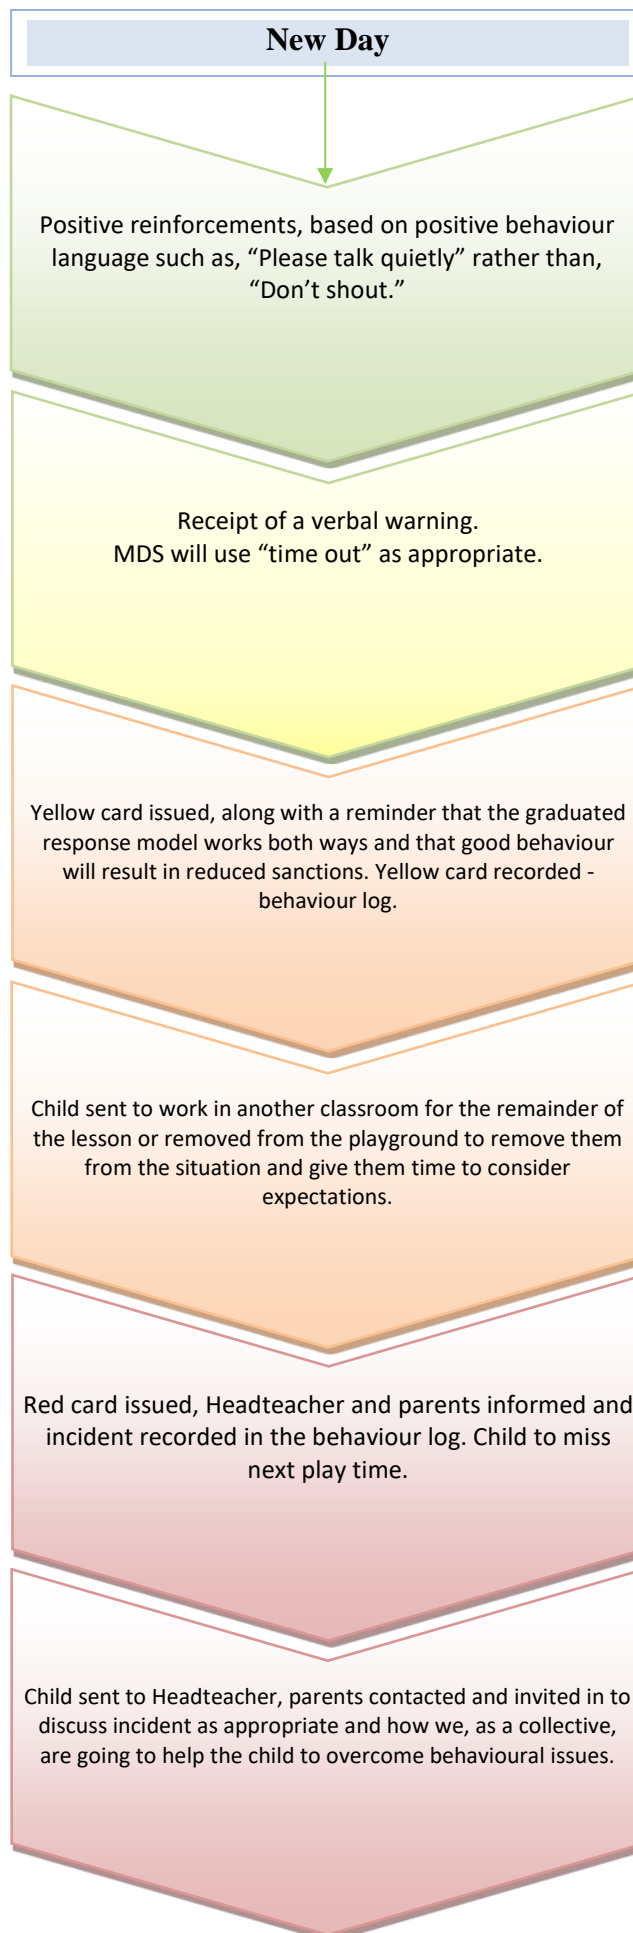 New Day
Positive reinforcements, based on positive behaviour
language such as, “Please talk quietly” rather than,
“Don’t shout.”
Receipt of a verbal warning.
MDS will use “time out” as appropriate.
Yellow card issued, along with a reminder that the graduated
response model works both ways and that good behaviour
will result in reduced sanctions. Yellow card recorded -
behaviour log.
Child sent to work in another classroom for the remainder of
the lesson or removed from the playground to remove them
from the situation and give them time to consider
expectations.
Red card issued, Headteacher and parents informed and
incident recorded in the behaviour log. Child to miss
next play time.
Child sent to Headteacher, parents contacted and invited in to
discuss incident as appropriate and how we, as a collective,
are going to help the child to overcome behavioural issues.